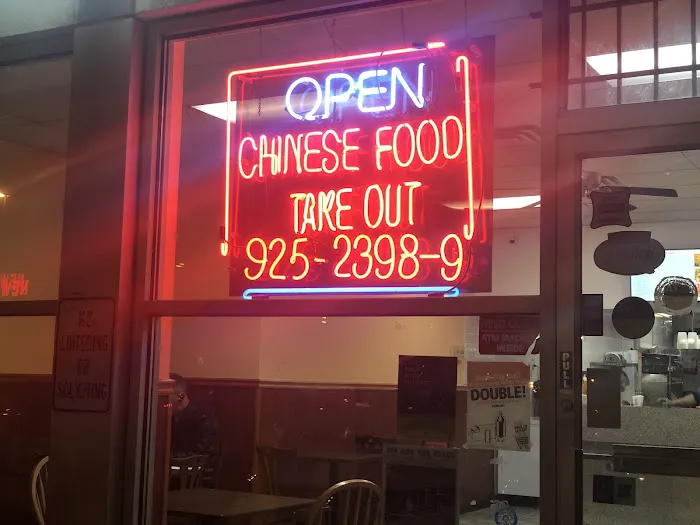 OPEN
CHINESE FOOD
TAKE OUT
925-2398-9
NO
LOITERING
OR
SOLICITING
DOUBLE!
PULL